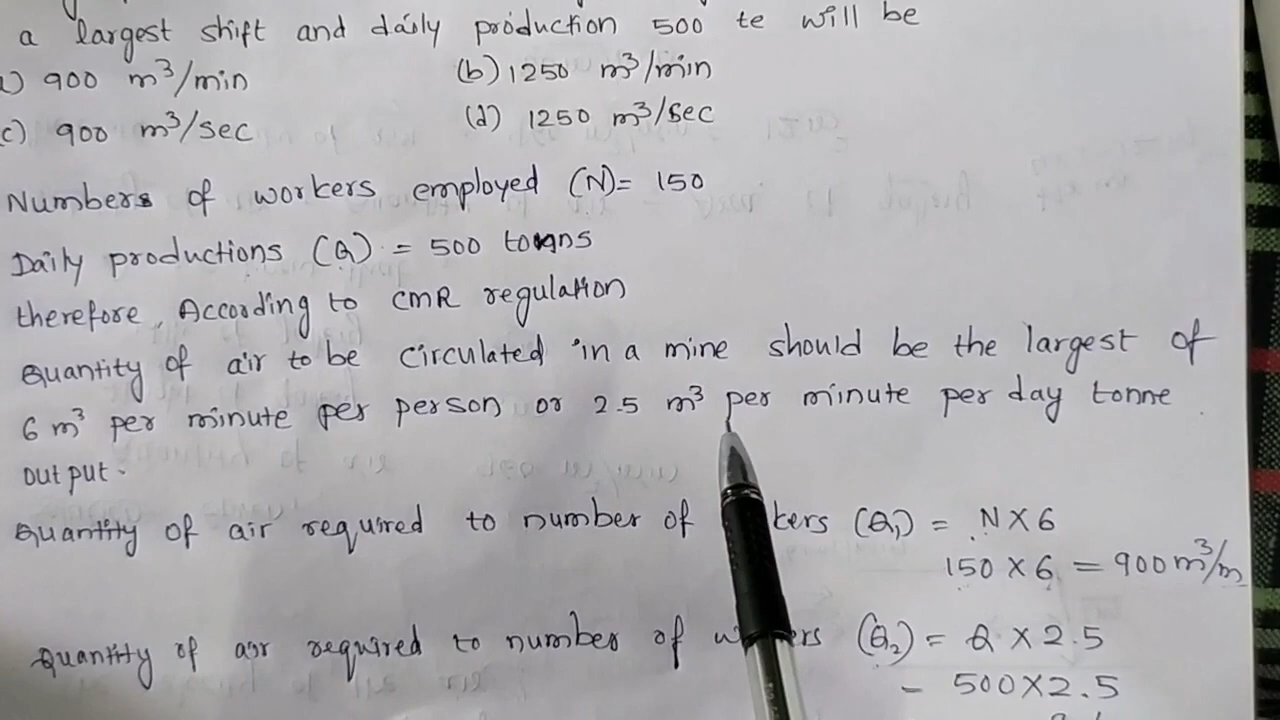 a largest shift and daily production 500 te will be
) 900 m³/min (b) 1250 m³/min
c) 900 m³/sec (d) 1250 m³/sec
Numbers of workers employed (N)= 150
Daily productions (Q) = 500 tonns
therefore, According to CMR regulation
Quantity of air to be circulated in a mine should be the largest of
6 m³ per minute per person or 2.5 m³ per minute per day tonne
output.
Quantity of air required to number of kers (Q₁) = N×6
150×6 = 900 m³/m
Quantity of air required to number of w ers (Q₂) = Q × 2.5
= 500×2.5